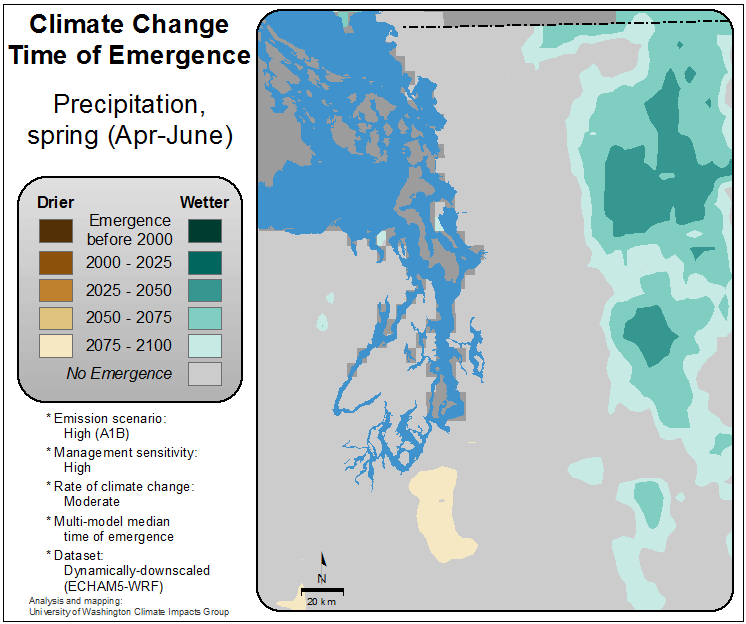 Climate Change
Time of Emergence
Precipitation,
spring (Apr-June)
Drier Wetter
Emergence
before 2000
2000 - 2025
2025 - 2050
2050 - 2075
2075 - 2100
No Emergence
* Emission scenario:
High (A1B)
* Management sensitivity:
High
* Rate of climate change:
Moderate
* Multi-model median
time of emergence
* Dataset:
Dynamically-downscaled
(ECHAM5-WRF)
Analysis and mapping:
University of Washington Climate Impacts Group
N
20 km